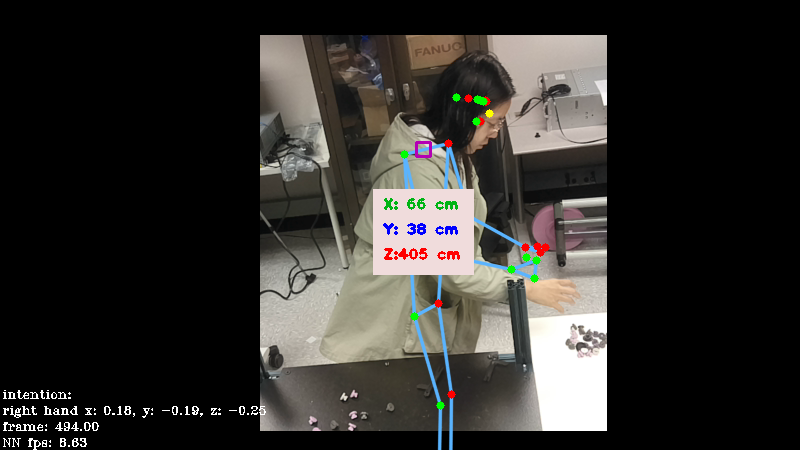 FANUC
X: 66 cm
Y: 38 cm
Z:405 cm
intention:
right hand x: 0.18, y: -0.19, z: -0.26
frame: 494.00
NN fps: 8.63